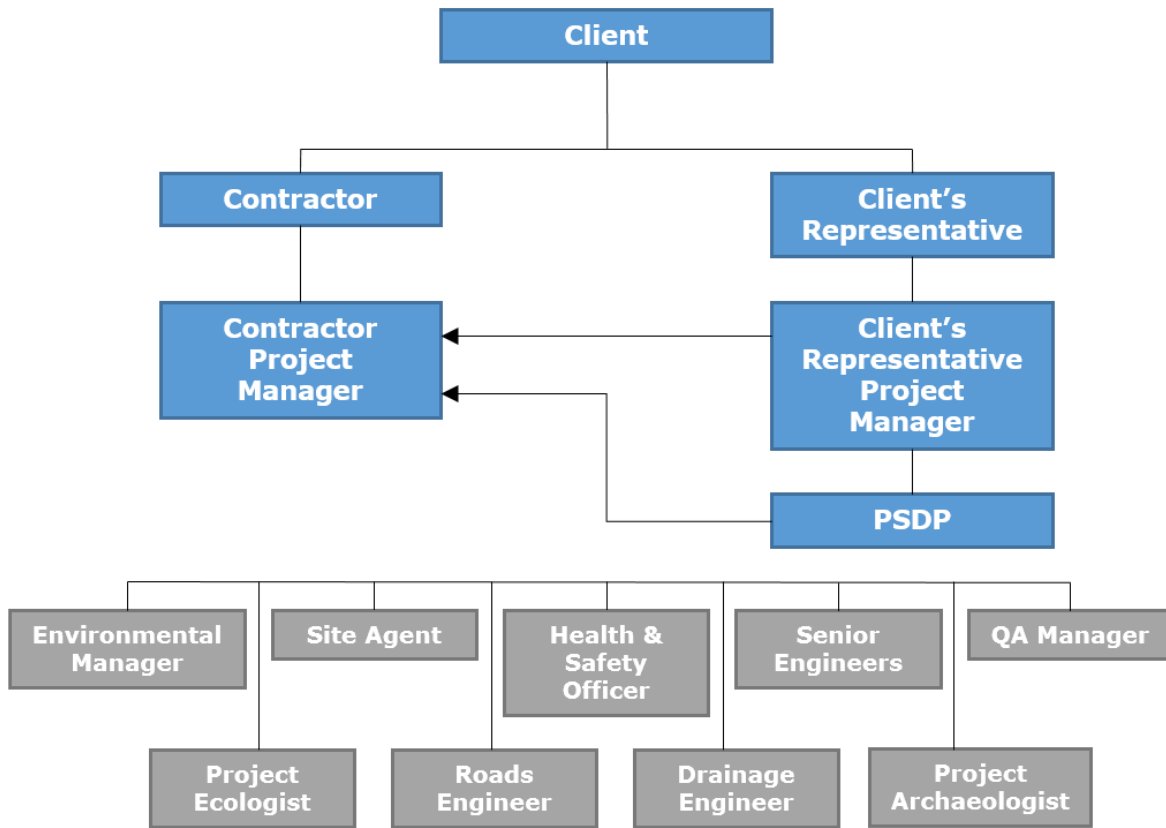 Client
Contractor
Client’s
Representative
Contractor
Project
Manager
Client’s
Representative
Project
Manager
PSDP
Environmental
Manager
Site Agent
Health &
Safety
Officer
Senior
Engineers
QA Manager
Project
Ecologist
Roads
Engineer
Drainage
Engineer
Project
Archaeologist